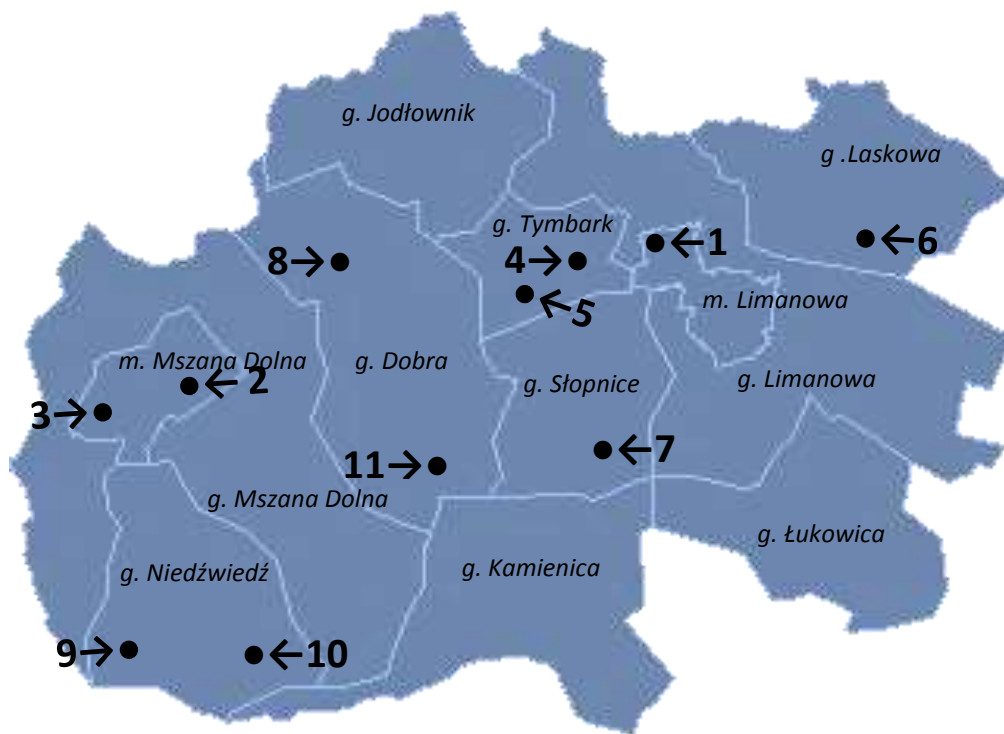 g. Jodłownik
g .Laskowa
g. Tymbark
8
4
1
6
5
m. Limanowa
m. Mszana Dolna
g. Dobra
2
g. Słopnice
g. Limanowa
3
11
7
g. Mszana Dolna
g. Łukowica
g. Niedźwiedź
g. Kamienica
9
10